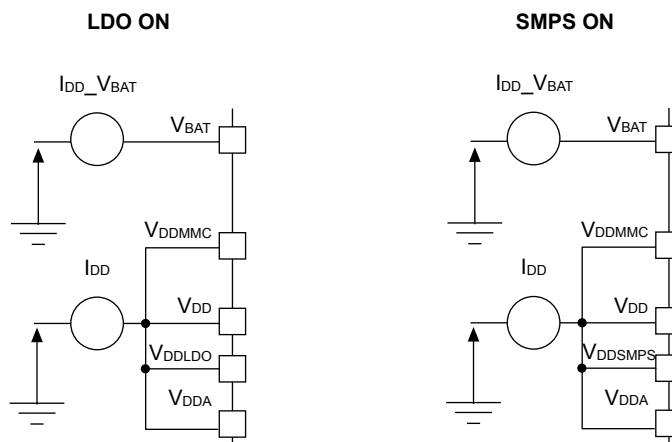 LDO ON
SMPS ON
IDD_VBAT
VBAT
IDD_VBAT
VBAT
VDDMMC
IDD
VDD
VDDLDO
VDDA
VDDMMC
IDD
VDD
VDDSMPS
VDDA